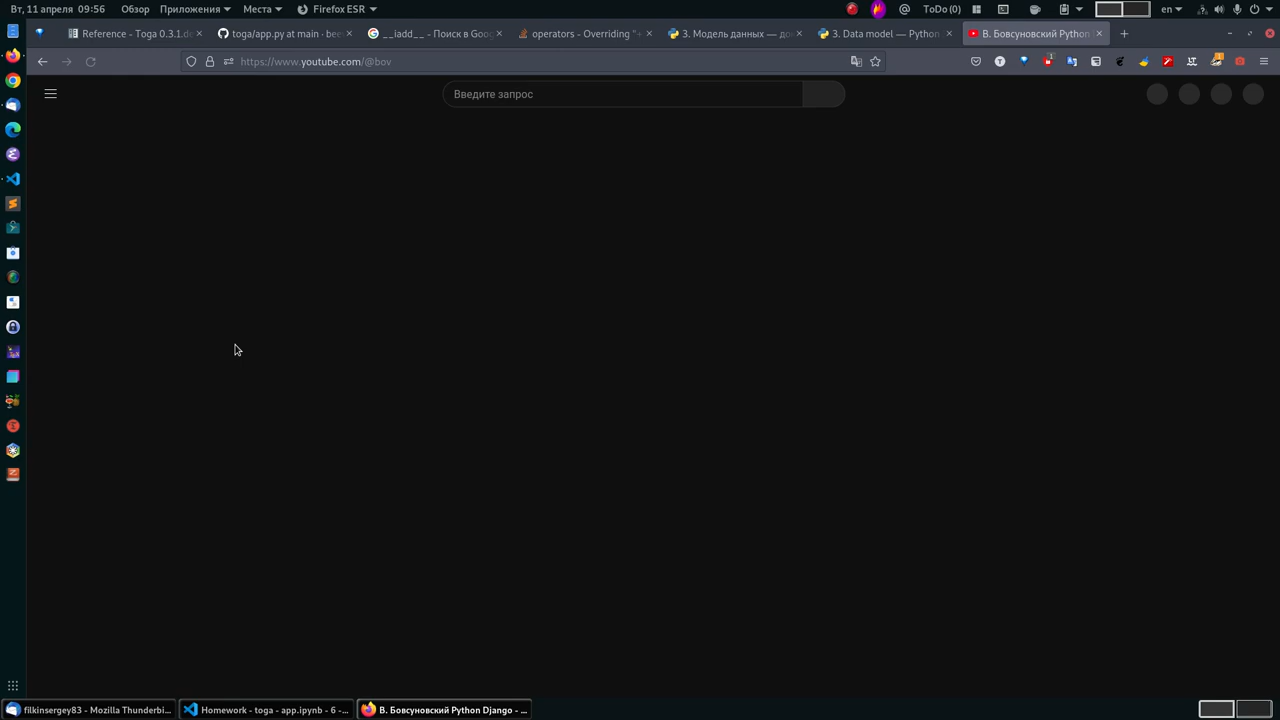 Вт, 11 апреля 09:56 Обзор Приложения Места Firefox ESR ToDo (0) en
Reference - Toga 0.3.1.d
toga/app.py at main · bee
__iadd__ - Поиск в Goog
operators - Overriding "+
3. Модель данных — до
3. Data model — Python
В. Бовсуновский Python
https://www.youtube.com/@bov
Введите запрос
filkinsergey83 - Mozilla Thunderbi...
Homework - toga - app.ipynb - 6 -...
В. Бовсуновский Python Django - ...